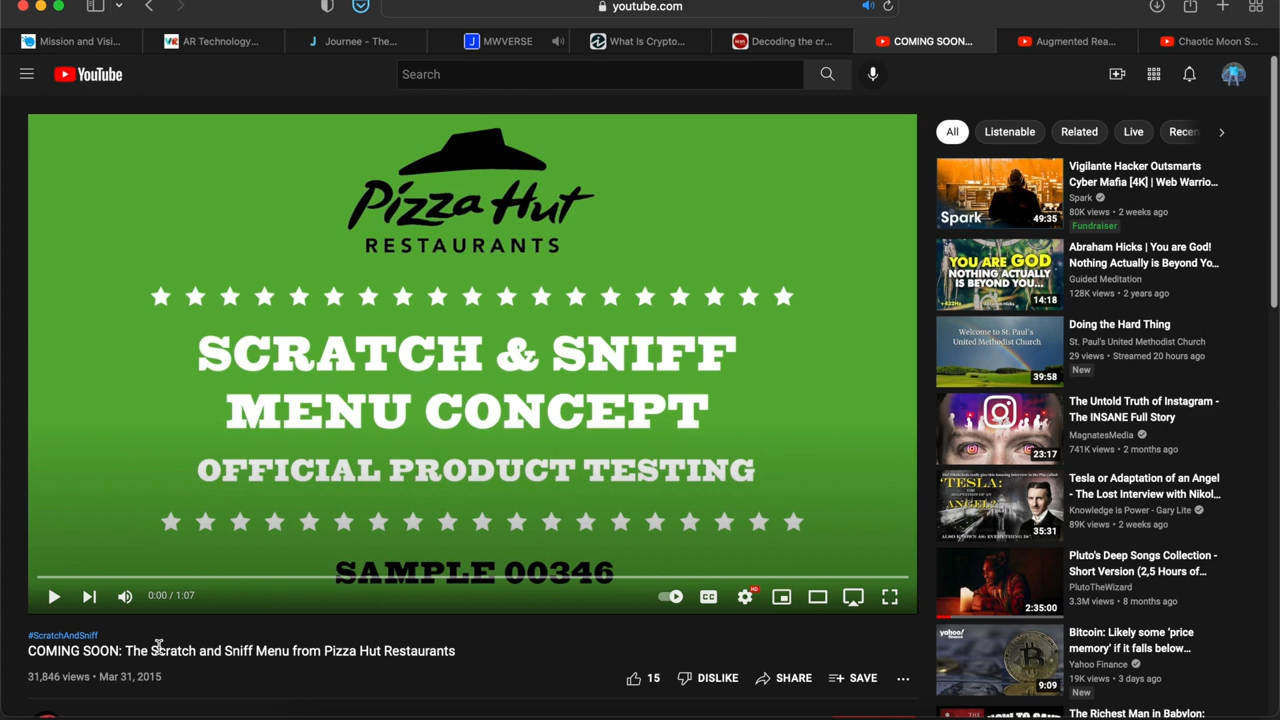 youtube.com
Mission and Visi...
AR Technology...
Journee - The...
MWVERSE
What Is Crypto...
Decoding the cr...
COMING SOON...
Augmented Rea...
Chaotic Moon S...
YouTube
Search
Pizza Hut
RESTAURANTS
SCRATCH & SNIFF
MENU CONCEPT
OFFICIAL PRODUCT TESTING
SAMPLE 00346
0:00 / 1:07
CC
HD
#ScratchAndSniff
COMING SOON: The Scratch and Sniff Menu from Pizza Hut Restaurants
31,846 views • Mar 31, 2015
15
DISLIKE
SHARE
SAVE
All
Listenable
Related
Live
Recen
Spark
49:35
Vigilante Hacker Outsmarts
Cyber Mafia [4K] | Web Warrio...
Spark
80K views • 2 weeks ago
Fundraiser
YOU ARE GOD
NOTHING ACTUALLY
IS BEYOND YOU...
14:18
Abraham Hicks | You are God!
Nothing Actually is Beyond Yo...
Guided Meditation
128K views • 2 years ago
Welcome to St. Paul's
United Methodist Church
39:58
Doing the Hard Thing
St. Paul's United Methodist Church
29 views • Streamed 20 hours ago
New
23:17
The Untold Truth of Instagram -
The INSANE Full Story
MagnatesMedia
741K views • 2 months ago
'TESLA:
ANGEL?
35:31
Tesla or Adaptation of an Angel
- The Lost Interview with Nikol...
Knowledge is Power - Gary Lite
89K views • 2 weeks ago
2:35:00
Pluto's Deep Songs Collection -
Short Version (2,5 Hours of...
PlutoTheWizard
3.3M views • 8 months ago
yahoo!
finance
9:09
Bitcoin: Likely some 'price
memory' if it falls below...
Yahoo Finance
19K views • 3 days ago
New
The Richest Man in Babylon: